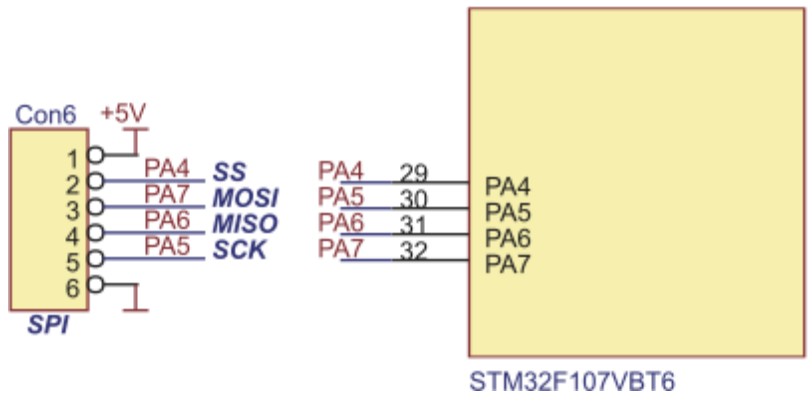 Con6 +5V
1
2 PA4 SS
3 PA7 MOSI
4 PA6 MISO
5 PA5 SCK
6
SPI
PA4 29 PA4
PA5 30 PA5
PA6 31 PA6
PA7 32 PA7
STM32F107VBT6